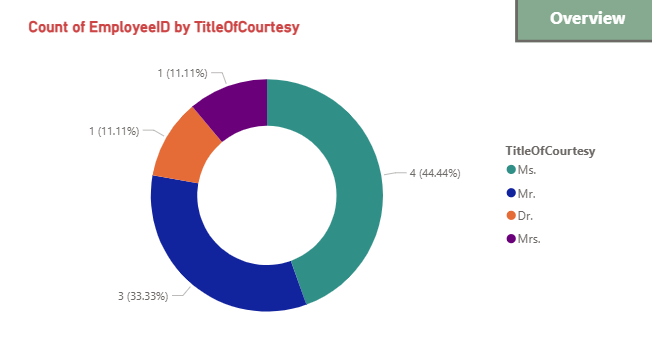 Count of EmployeeID by TitleOfCourtesy
Overview
1 (11.11%)
1 (11.11%)
4 (44.44%)
3 (33.33%)
TitleOfCourtesy
Ms.
Mr.
Dr.
Mrs.